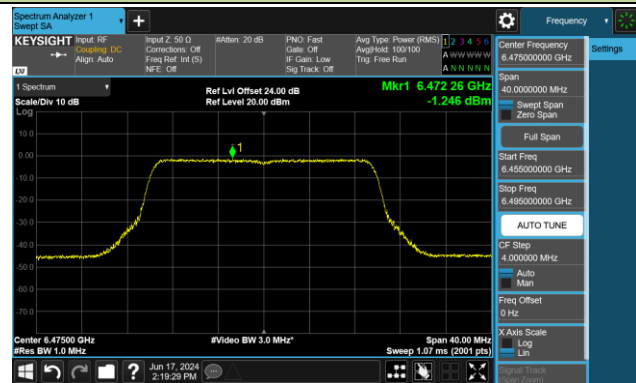 Spectrum Analyzer 1
Swept SA
Frequency
KEYSIGHT
Input: RF
Coupling: DC
Align: Auto
Input Z: 50 Ω
Corrections: Off
Freq Ref: Int (S)
NFE: Off
#Atten: 20 dB
PNO: Fast
Gate: Off
IF Gain: Low
Sig Track: Off
Avg Type: Power (RMS)
Avg|Hold: 100/100
Trig: Free Run
1 2 3 4 5 6
A W W W W W
A N N N N N
LXI
1 Spectrum
Scale/Div 10 dB
Log
Ref Lvl Offset 24.00 dB
Ref Level 20.00 dBm
Mkr1 6.472 26 GHz
-1.246 dBm
1
10.0
0.00
-10.0
-20.0
-30.0
-40.0
-50.0
-60.0
-70.0
Center 6.47500 GHz
#Res BW 1.0 MHz
#Video BW 3.0 MHz*
Span 40.00 MHz
Sweep 1.07 ms (2001 pts)
Jun 17, 2024
2:19:29 PM
Center Frequency
6.475000000 GHz
Settings
Span
40.0000000 MHz
Swept Span
Zero Span
Full Span
Start Freq
6.455000000 GHz
Stop Freq
6.495000000 GHz
AUTO TUNE
CF Step
4.000000 MHz
Auto
Man
Freq Offset
0 Hz
X Axis Scale
Log
Lin
Signal Track
(Span Zoom)